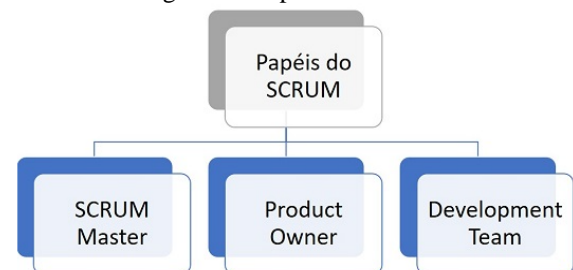 Papéis do
SCRUM
SCRUM
Master
Product
Owner
Development
Team